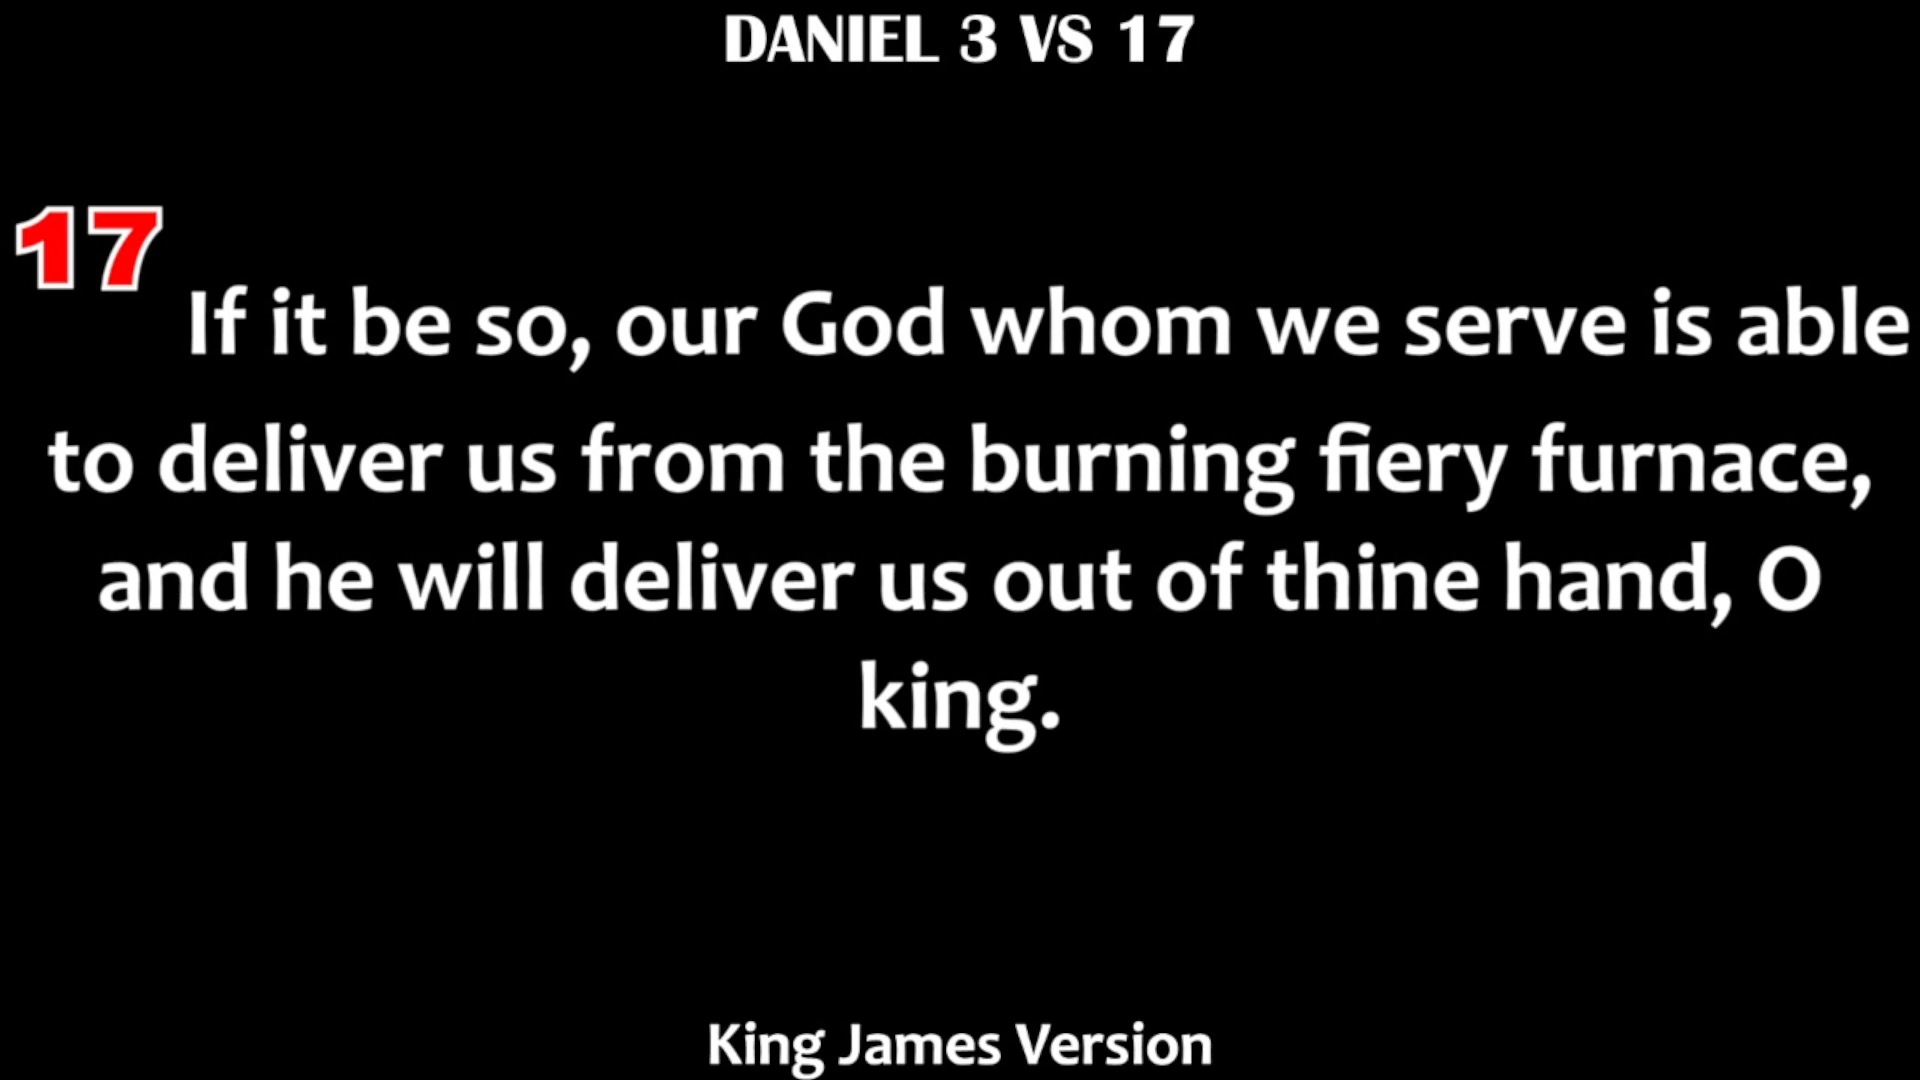 DANIEL 3 VS 17
17
If it be so, our God whom we serve is able
to deliver us from the burning fiery furnace,
and he will deliver us out of thine hand, O
king.
King James Version